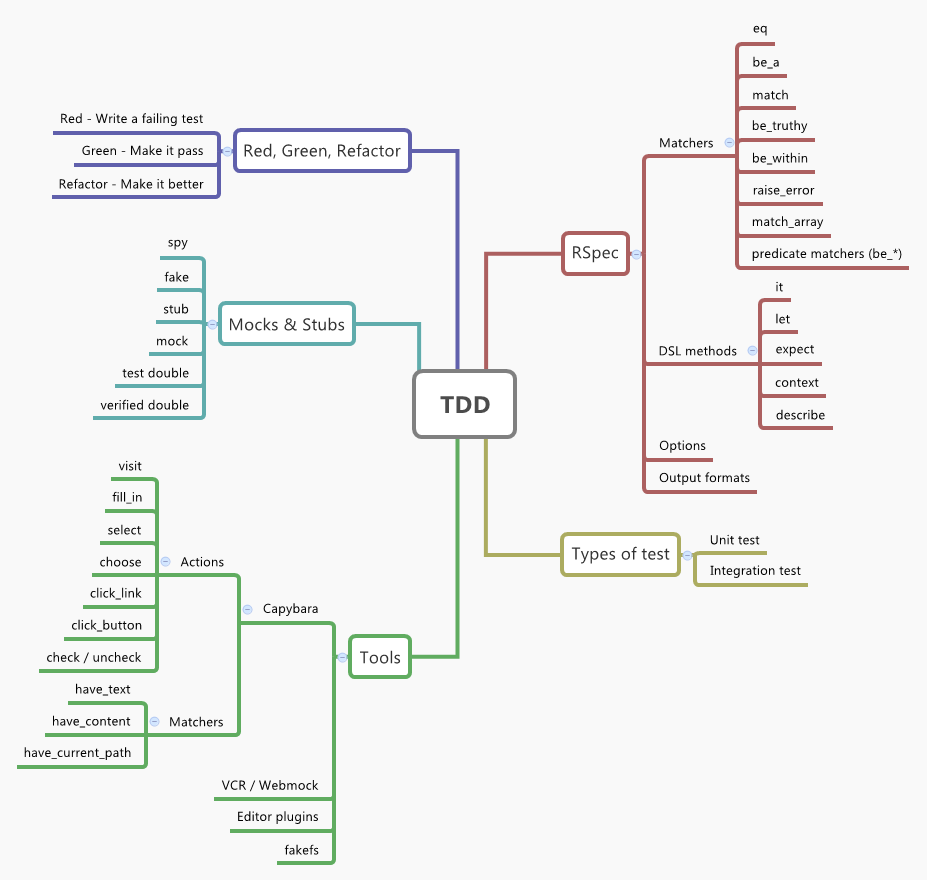 TDD
Red, Green, Refactor
Red - Write a failing test
Green - Make it pass
Refactor - Make it better
Mocks & Stubs
spy
fake
stub
mock
test double
verified double
Tools
Capybara
Actions
visit
fill_in
select
choose
click_link
click_button
check / uncheck
Matchers
have_text
have_content
have_current_path
VCR / Webmock
Editor plugins
fakefs
RSpec
Matchers
eq
be_a
match
be_truthy
be_within
raise_error
match_array
predicate matchers (be_*)
DSL methods
it
let
expect
context
describe
Options
Output formats
Types of test
Unit test
Integration test